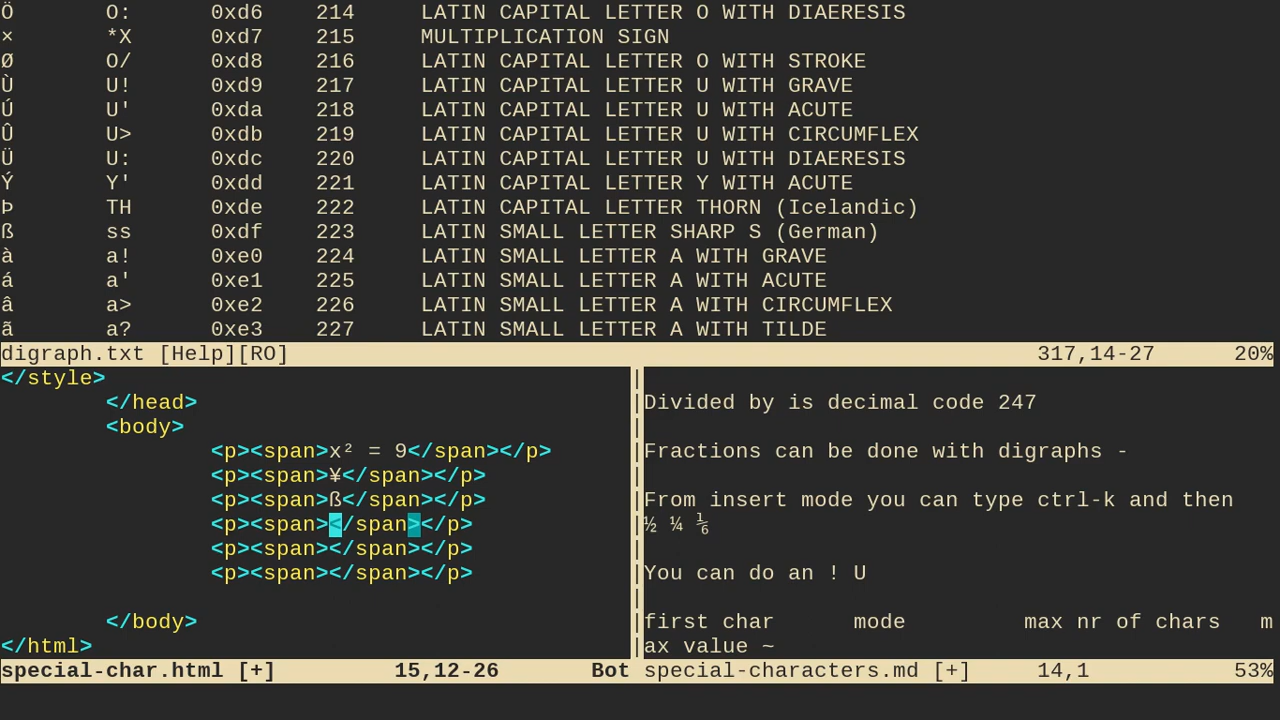 Ö O: 0xd6 214 LATIN CAPITAL LETTER O WITH DIAERESIS
× *X 0xd7 215 MULTIPLICATION SIGN
Ø O/ 0xd8 216 LATIN CAPITAL LETTER O WITH STROKE
Ù U! 0xd9 217 LATIN CAPITAL LETTER U WITH GRAVE
Ú U' 0xda 218 LATIN CAPITAL LETTER U WITH ACUTE
Û U> 0xdb 219 LATIN CAPITAL LETTER U WITH CIRCUMFLEX
Ü U: 0xdc 220 LATIN CAPITAL LETTER U WITH DIAERESIS
Ý Y' 0xdd 221 LATIN CAPITAL LETTER Y WITH ACUTE
Þ TH 0xde 222 LATIN CAPITAL LETTER THORN (Icelandic)
ß ss 0xdf 223 LATIN SMALL LETTER SHARP S (German)
à a! 0xe0 224 LATIN SMALL LETTER A WITH GRAVE
á a' 0xe1 225 LATIN SMALL LETTER A WITH ACUTE
â a> 0xe2 226 LATIN SMALL LETTER A WITH CIRCUMFLEX
ã a? 0xe3 227 LATIN SMALL LETTER A WITH TILDE
digraph.txt [Help][RO] 317,14-27 20%
</style>
</head>
<body>
<p><span>x² = 9</span></p>
<p><span>¥</span></p>
<p><span>ß</span></p>
<p><span></span></p>
<p><span></span></p>
<p><span></span></p>
</body>
</html>
special-char.html [+] 15,12-26 Bot
Divided by is decimal code 247
Fractions can be done with digraphs -
From insert mode you can type ctrl-k and then
½ ¼ ⅙
You can do an ! U
first char mode max nr of chars m
ax value ~
special-characters.md [+] 14,1 53%